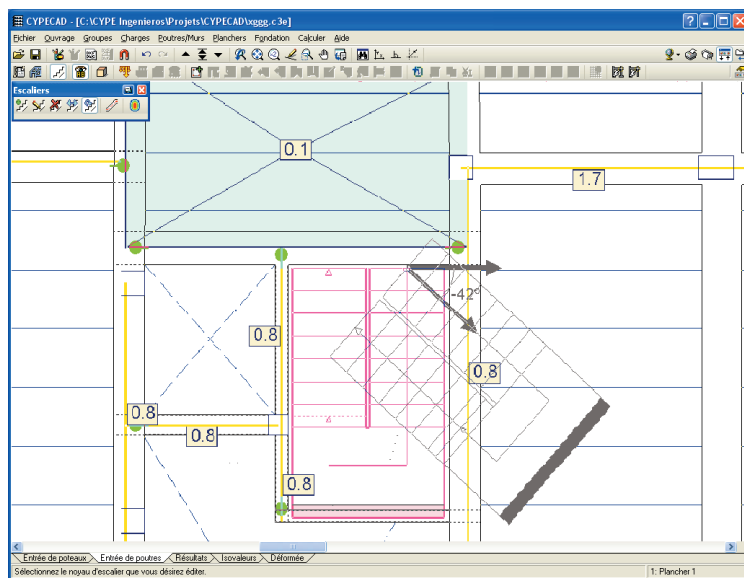 CYPECAD - [C:\CYPE Ingenieros\Projets\CYPECAD\xggg.c3e]
Fichier Ouvrage Groupes Charges Poutres/Murs Planchers Fondation Calculer Aide
Escaliers
0.1
1.7
-42°
0.8
0.8
0.8
0.8
0.8
Entrée de poteaux Entrée de poutres Résultats Isovaleurs Déformée
Sélectionnez le noyau d'escalier que vous désirez éditer. 1: Plancher 1